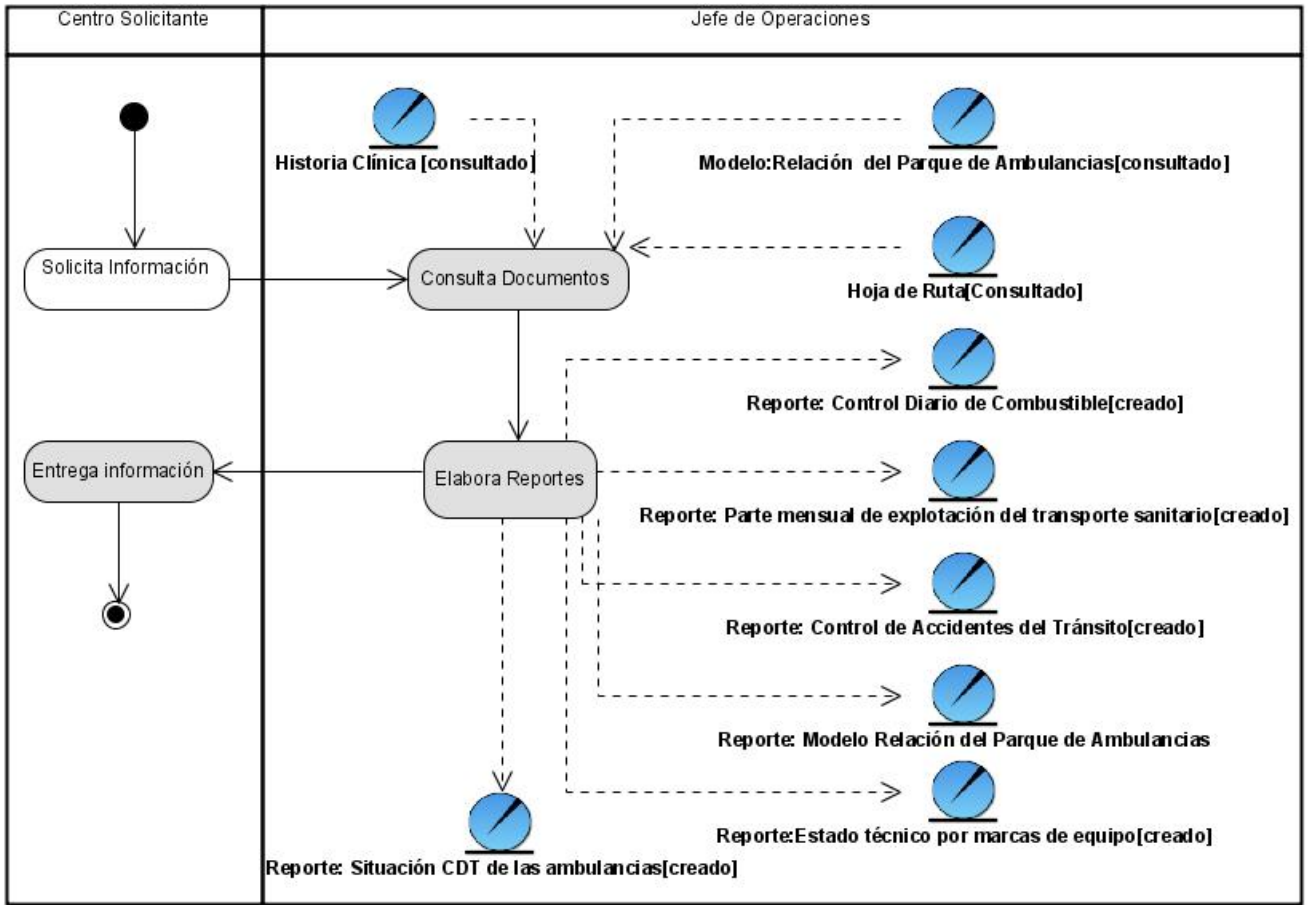 Centro Solicitante
Jefe de Operaciones
Historia Clínica [consultado]
Modelo:Relación del Parque de Ambulancias[consultado]
Solicita Información
Consulta Documentos
Hoja de Ruta[Consultado]
Reporte: Control Diario de Combustible[creado]
Entrega información
Elabora Reportes
Reporte: Parte mensual de explotación del transporte sanitario[creado]
Reporte: Control de Accidentes del Tránsito[creado]
Reporte: Modelo Relación del Parque de Ambulancias
Reporte:Estado técnico por marcas de equipo[creado]
Reporte: Situación CDT de las ambulancias[creado]